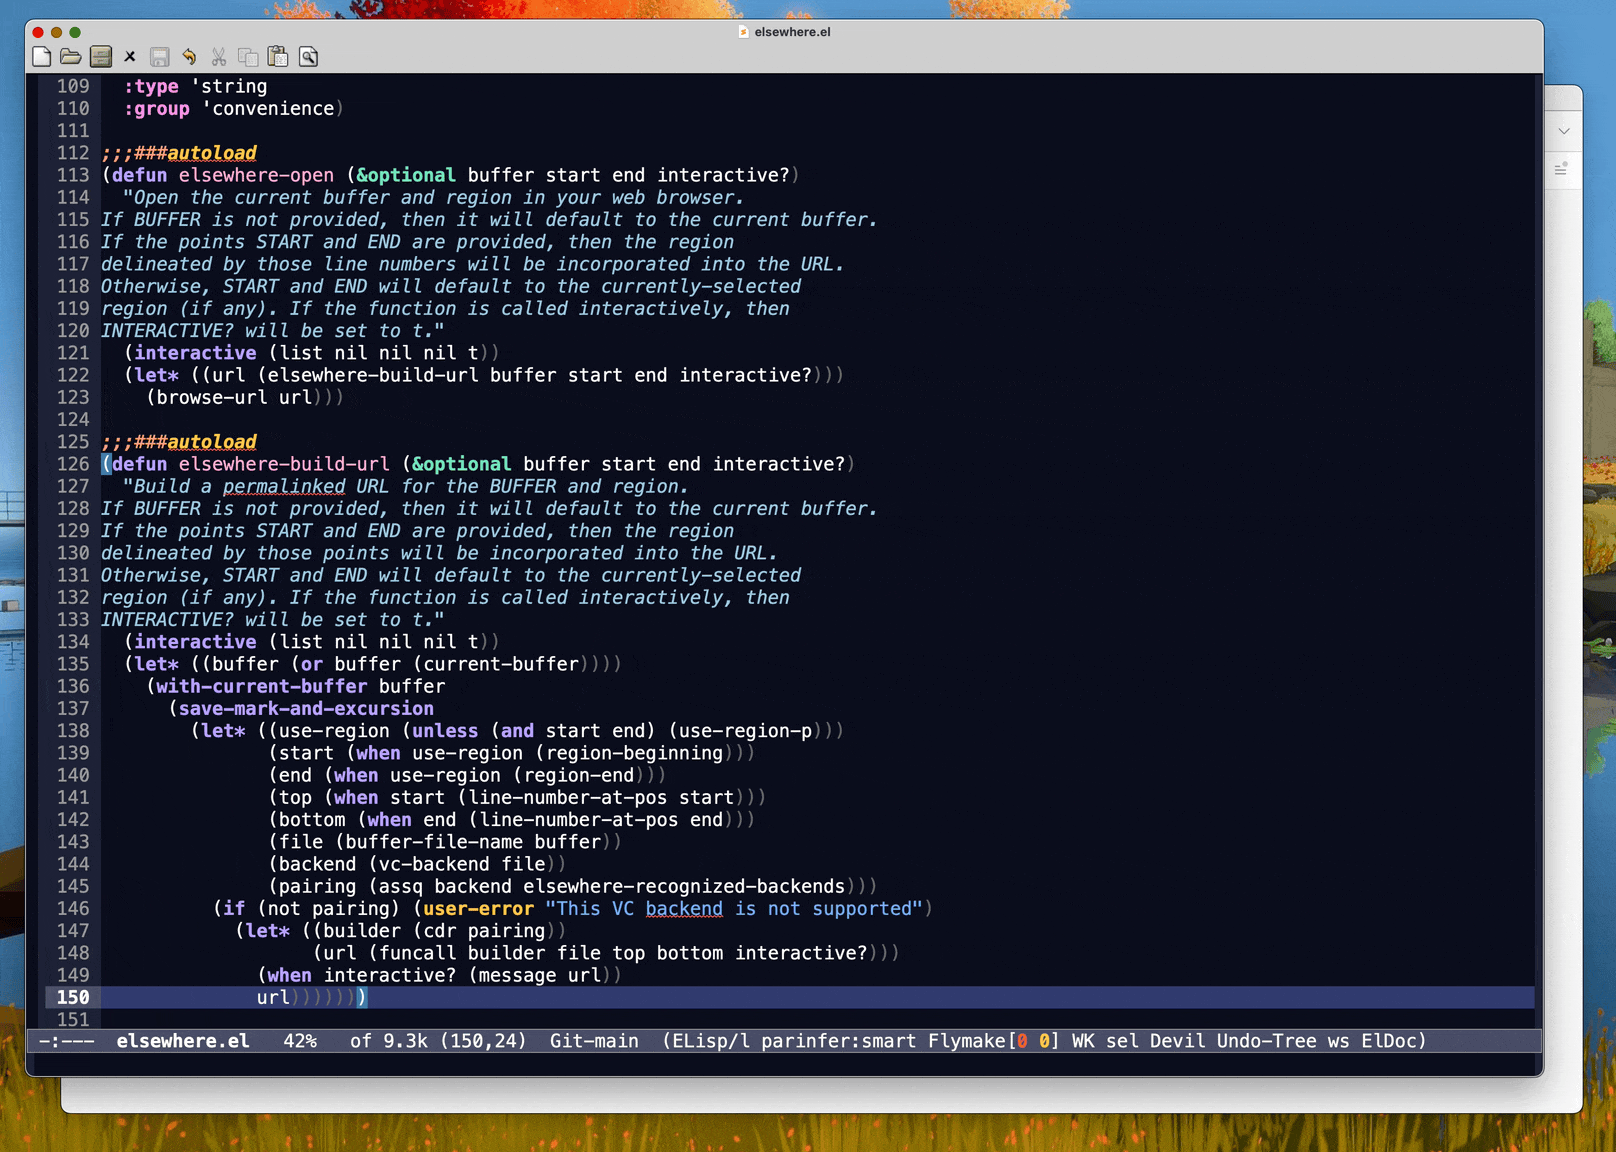 elsewhere.el
109   :type 'string
110   :group 'convenience)
111
112 ;;;###autoload
113 (defun elsewhere-open (&optional buffer start end interactive?)
114   "Open the current buffer and region in your web browser.
115 If BUFFER is not provided, then it will default to the current buffer.
116 If the points START and END are provided, then the region
117 delineated by those line numbers will be incorporated into the URL.
118 Otherwise, START and END will default to the currently-selected
119 region (if any). If the function is called interactively, then
120 INTERACTIVE? will be set to t."
121   (interactive (list nil nil nil t))
122   (let* ((url (elsewhere-build-url buffer start end interactive?)))
123     (browse-url url)))
124
125 ;;;###autoload
126 (defun elsewhere-build-url (&optional buffer start end interactive?)
127   "Build a permalinked URL for the BUFFER and region.
128 If BUFFER is not provided, then it will default to the current buffer.
129 If the points START and END are provided, then the region
130 delineated by those points will be incorporated into the URL.
131 Otherwise, START and END will default to the currently-selected
132 region (if any). If the function is called interactively, then
133 INTERACTIVE? will be set to t."
134   (interactive (list nil nil nil t))
135   (let* ((buffer (or buffer (current-buffer))))
136     (with-current-buffer buffer
137       (save-mark-and-excursion
138         (let* ((use-region (unless (and start end) (use-region-p)))
139                (start (when use-region (region-beginning)))
140                (end (when use-region (region-end)))
141                (top (when start (line-number-at-pos start)))
142                (bottom (when end (line-number-at-pos end)))
143                (file (buffer-file-name buffer))
144                (backend (vc-backend file))
145                (pairing (assq backend elsewhere-recognized-backends)))
146           (if (not pairing) (user-error "This VC backend is not supported")
147             (let* ((builder (cdr pairing))
148                    (url (funcall builder file top bottom interactive?)))
149               (when interactive? (message url))
150               url)))))))
151
-:--- elsewhere.el   42%   of 9.3k (150,24)  Git-main  (ELisp/l parinfer:smart Flymake[0 0] WK sel Devil Undo-Tree ws ElDoc)